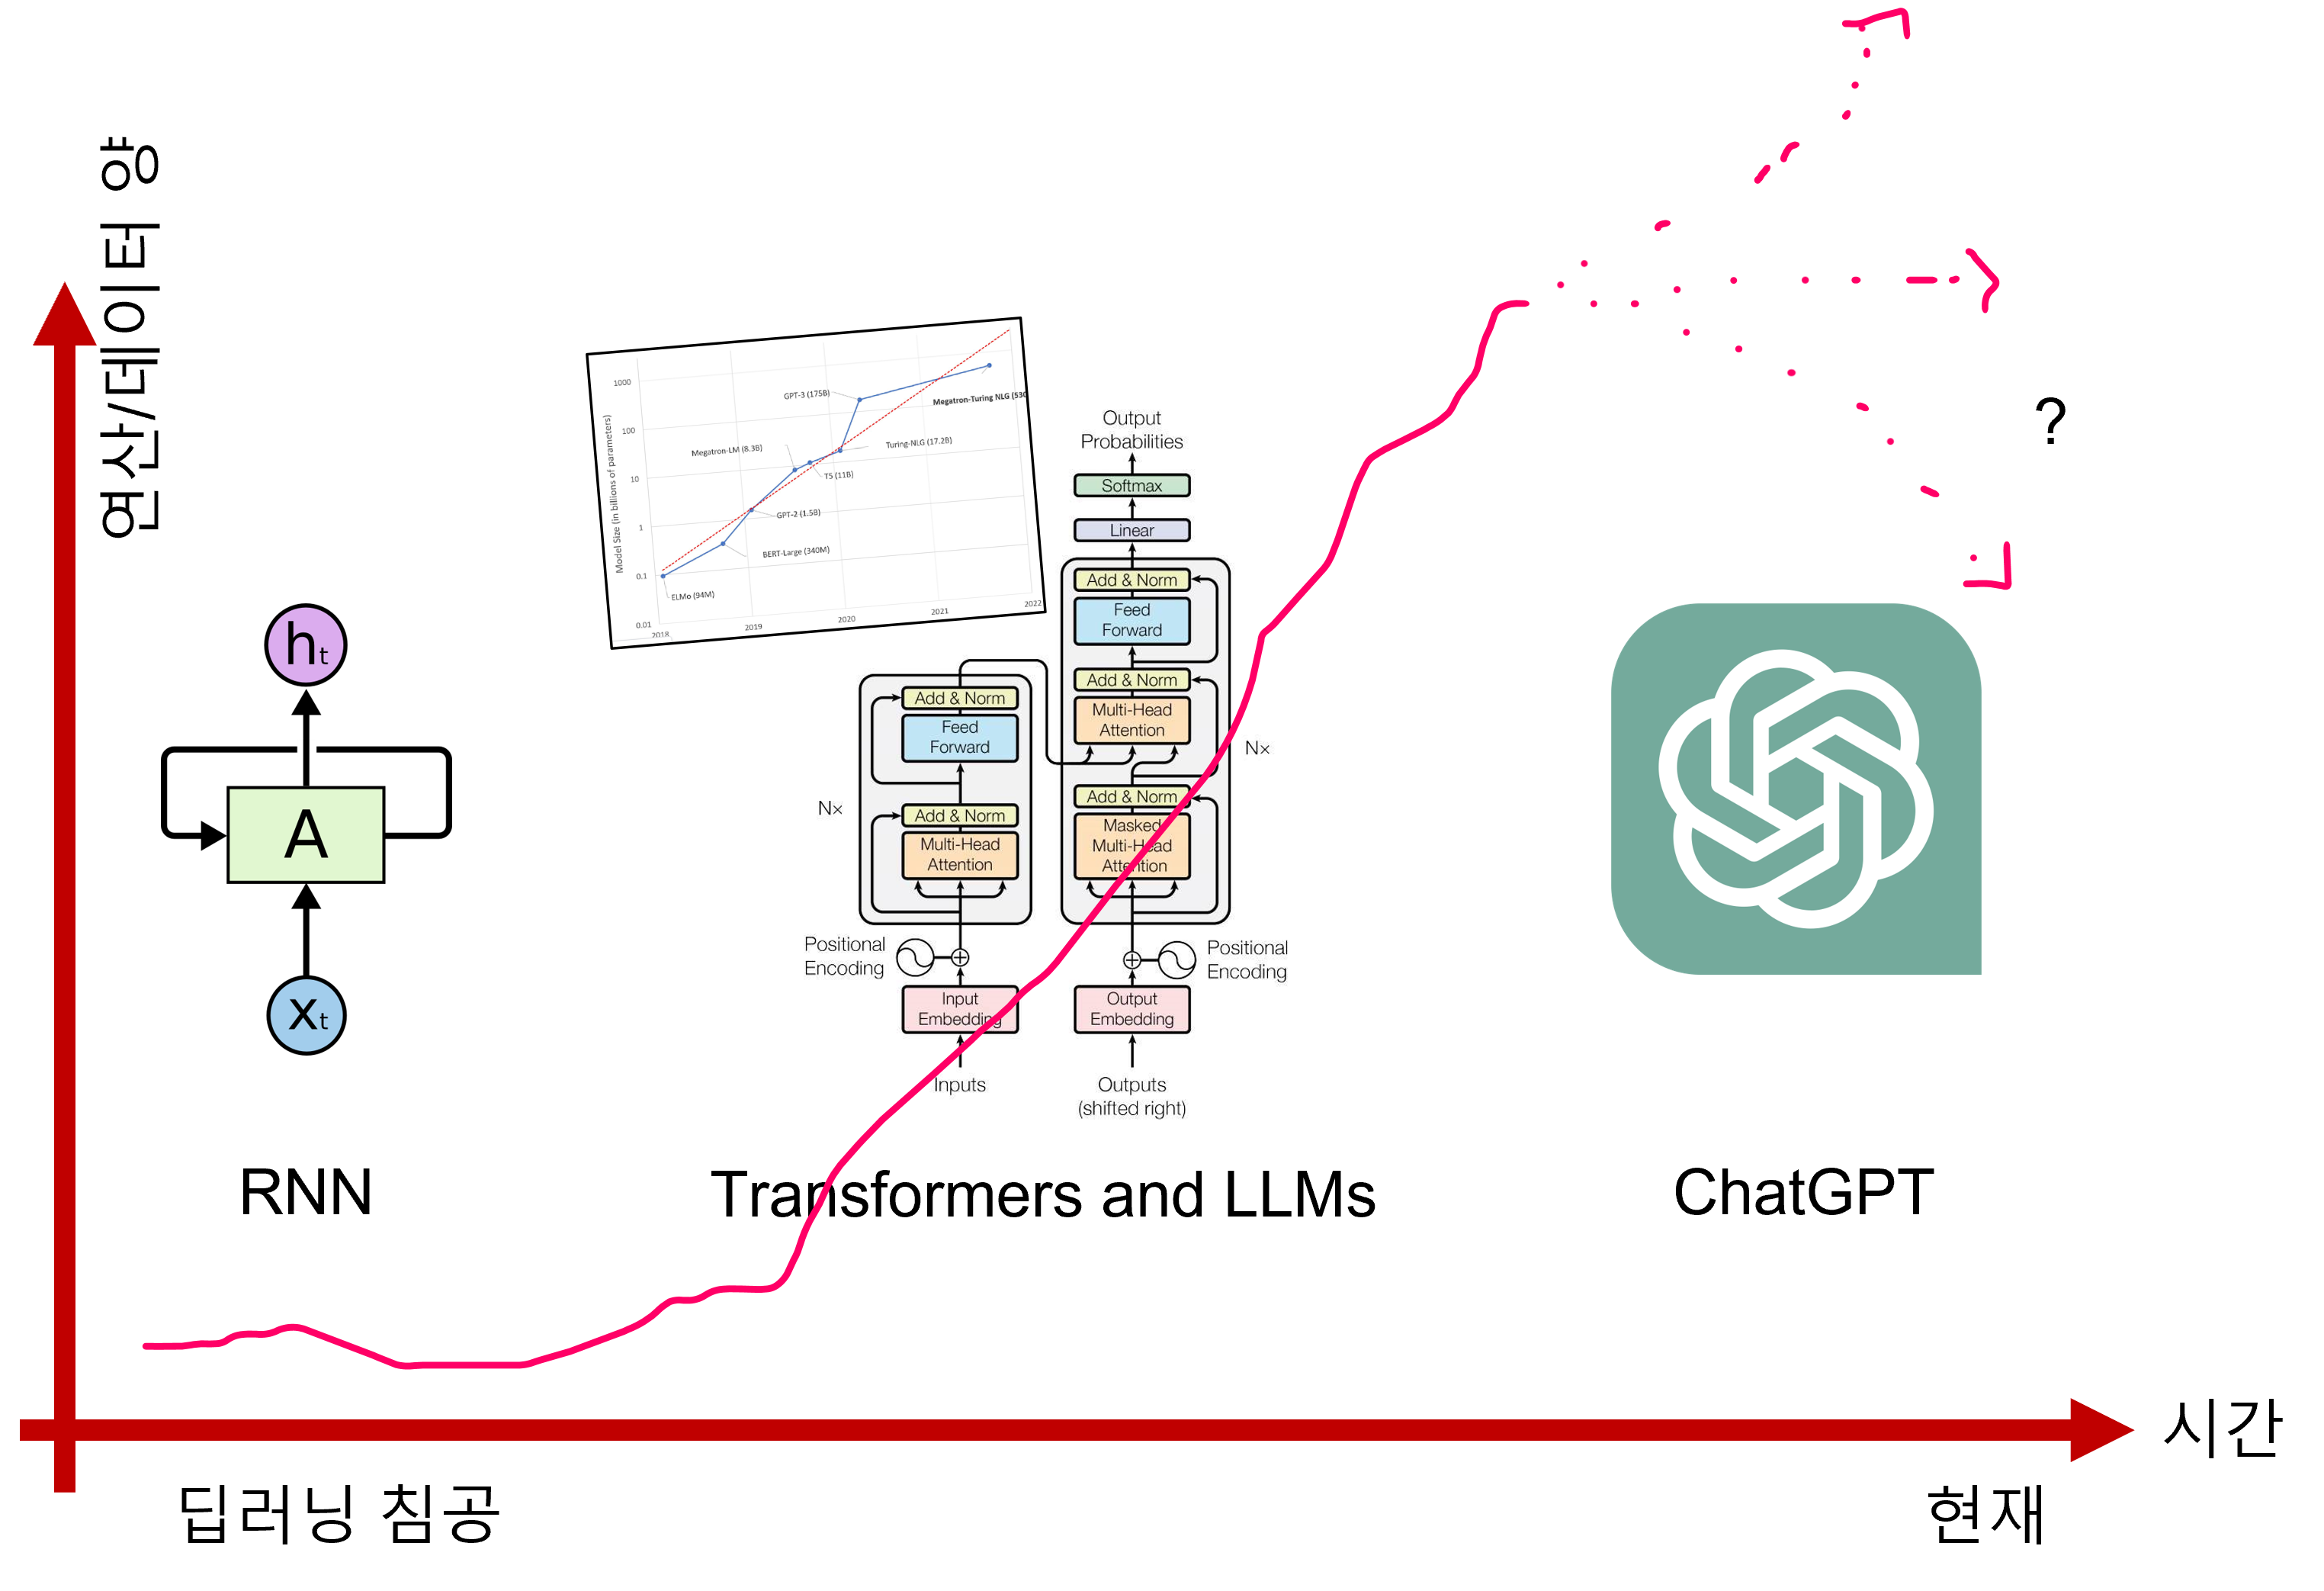 연산/데이터 양
1000
100
10
1
0.1
0.01
Model Size (in billions of parameters)
GPT-3 (175B)
Megatron-Turing NLG (530
Megatron-LM (8.3B)
Turing-NLG (17.2B)
T5 (11B)
GPT-2 (1.5B)
BERT-Large (340M)
ELMo (94M)
2018
2019
2020
2021
2022
?
Output
Probabilities
Softmax
Linear
Add & Norm
Feed
Forward
Add & Norm
Multi-Head
Attention
N×
Add & Norm
Masked
Multi-Head
Attention
Positional
Encoding
Output
Embedding
Outputs
(shifted right)
Add & Norm
Feed
Forward
N×
Add & Norm
Multi-Head
Attention
Positional
Encoding
Input
Embedding
Inputs
ht
A
xt
RNN
Transformers and LLMs
ChatGPT
시간
딥러닝 침공
현재